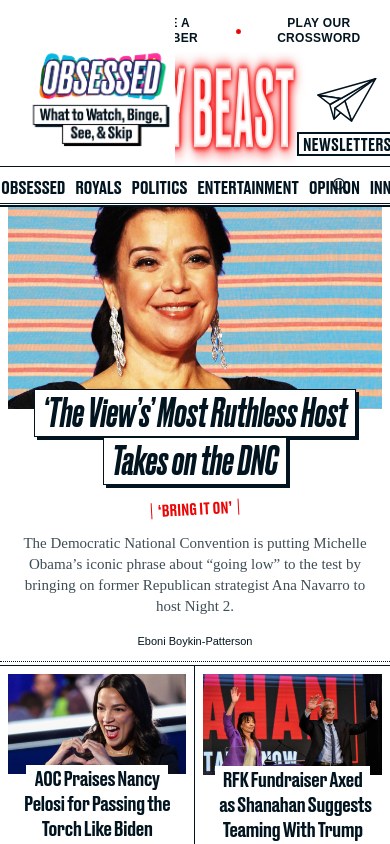 E A
BER
PLAY OUR
CROSSWORD
OBSESSED
What to Watch, Binge,
See, & Skip
Y BEAST
NEWSLETTERS
OBSESSED ROYALS POLITICS ENTERTAINMENT OPINION INN
‘The View’s’ Most Ruthless Host
Takes on the DNC
‘BRING IT ON’
The Democratic National Convention is putting Michelle
Obama’s iconic phrase about “going low” to the test by
bringing on former Republican strategist Ana Navarro to
host Night 2.
Eboni Boykin-Patterson
AHAN
TA NOW
AOC Praises Nancy
Pelosi for Passing the
Torch Like Biden
RFK Fundraiser Axed
as Shanahan Suggests
Teaming With Trump